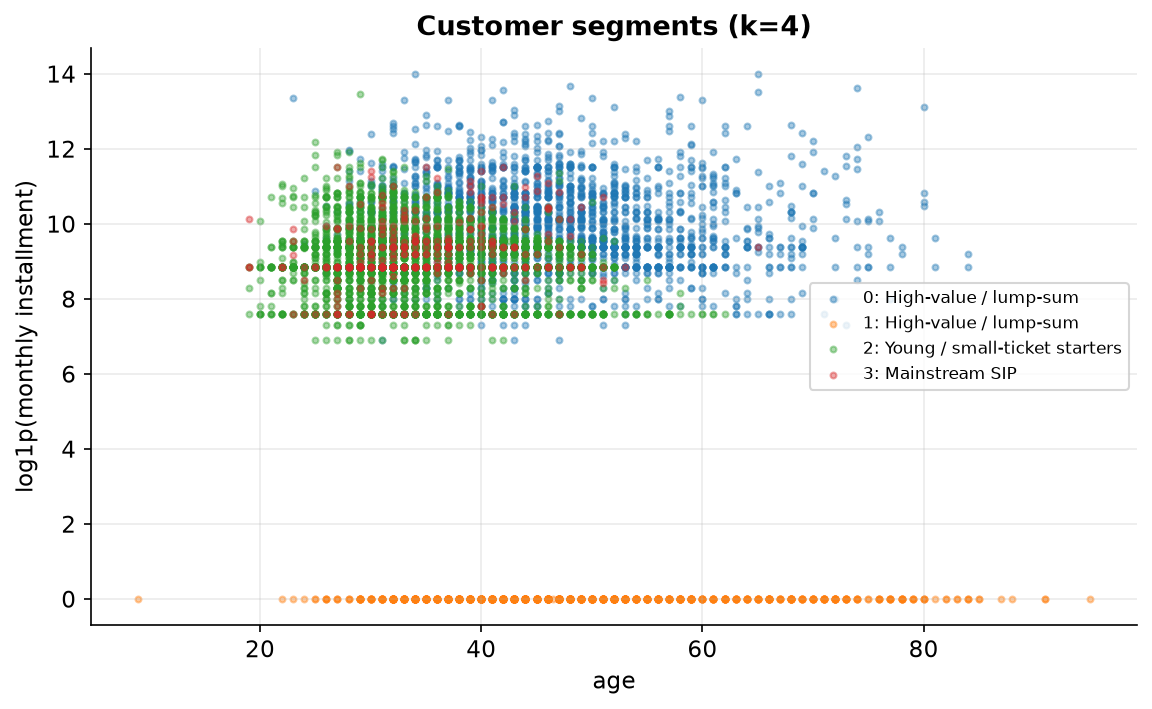 Customer segments (k=4)
log1p(monthly installment)
14
12
10
8
6
4
2
0
0: High-value / lump-sum
1: High-value / lump-sum
2: Young / small-ticket starters
3: Mainstream SIP
20
40
60
80
age